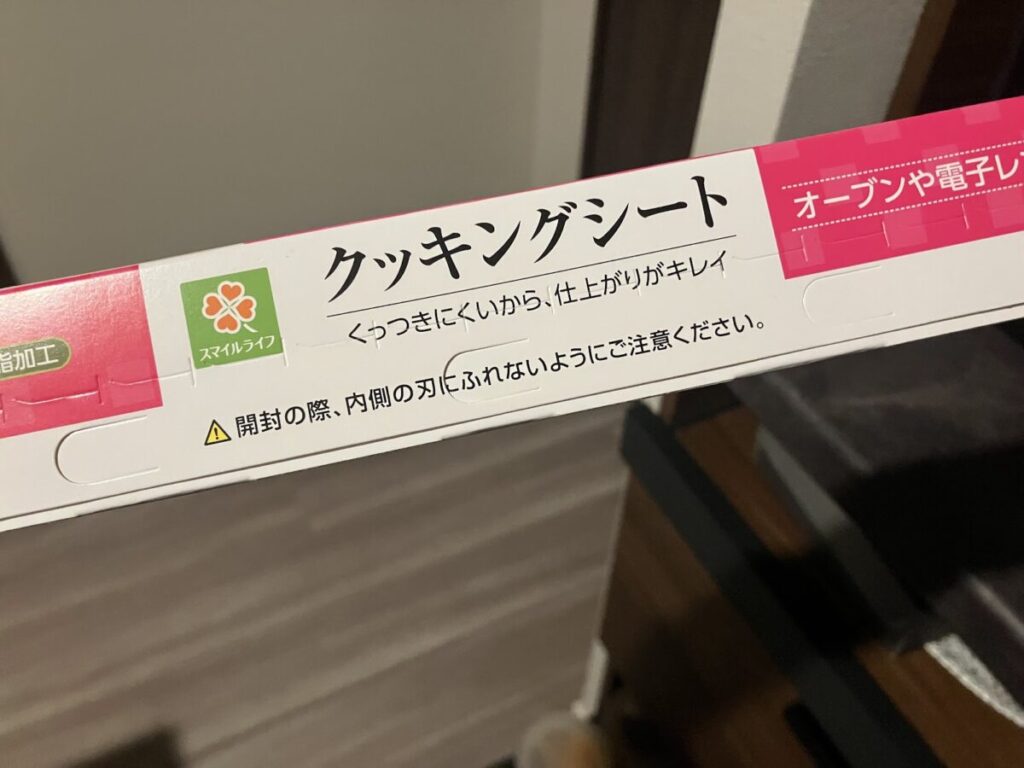 脂加工
スマイルライフ
クッキングシート
くっつきにくいから、仕上がりがキレイ
開封の際、内側の刃にふれないようにご注意ください。
オーブンや電子レ